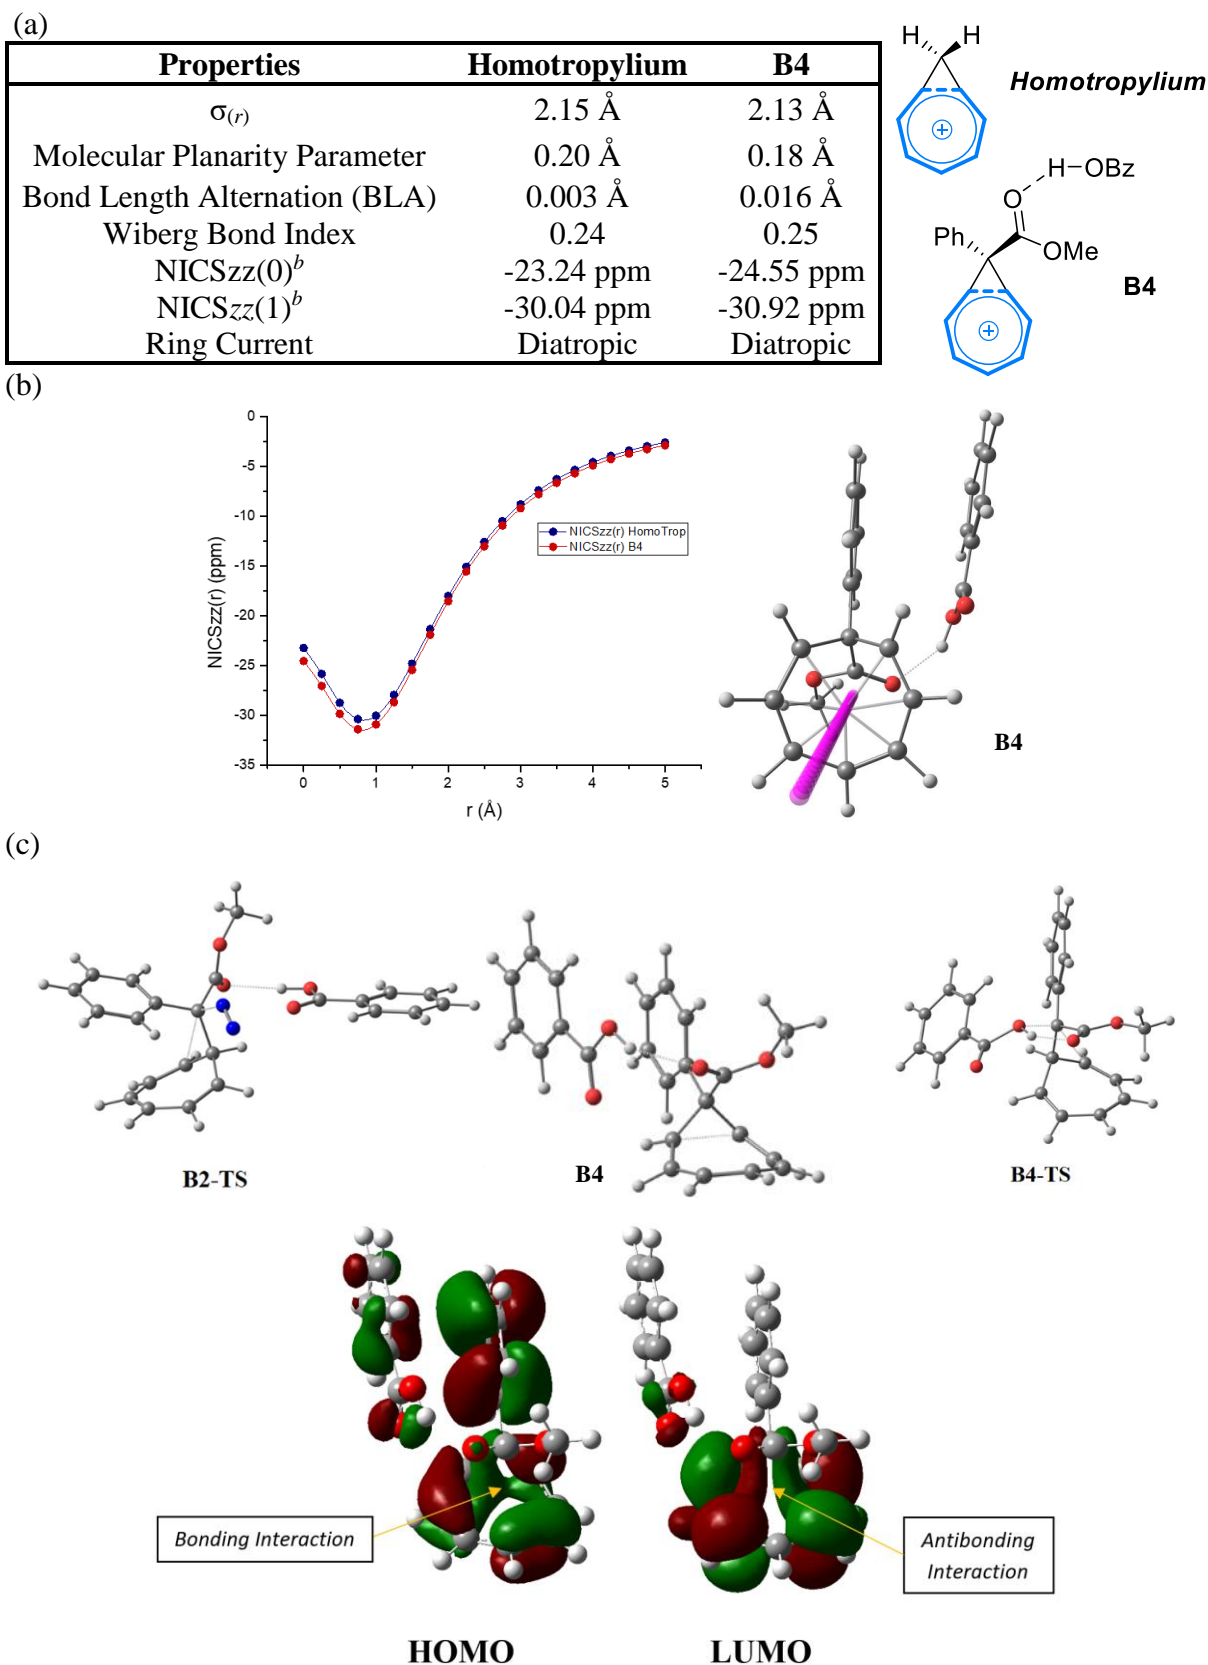 (a)
Properties Homotropylium B4
σ(r) 2.15 Å 2.13 Å
Molecular Planarity Parameter 0.20 Å 0.18 Å
Bond Length Alternation (BLA) 0.003 Å 0.016 Å
Wiberg Bond Index 0.24 0.25
NICSzz(0)b -23.24 ppm -24.55 ppm
NICSzz(1)b -30.04 ppm -30.92 ppm
Ring Current Diatropic Diatropic
H H
Homotropylium
⊕
H–OBz
O
Ph
OMe
B4
⊕
(b)
0
-5
-10
-15
-20
-25
-30
-35
NICSzz(r) (ppm)
NICSzz(r) HomoTrop
NICSzz(r) B4
0 1 2 3 4 5
r (Å)
B4
(c)
B2-TS
B4
B4-TS
Bonding Interaction
Antibonding
Interaction
HOMO
LUMO